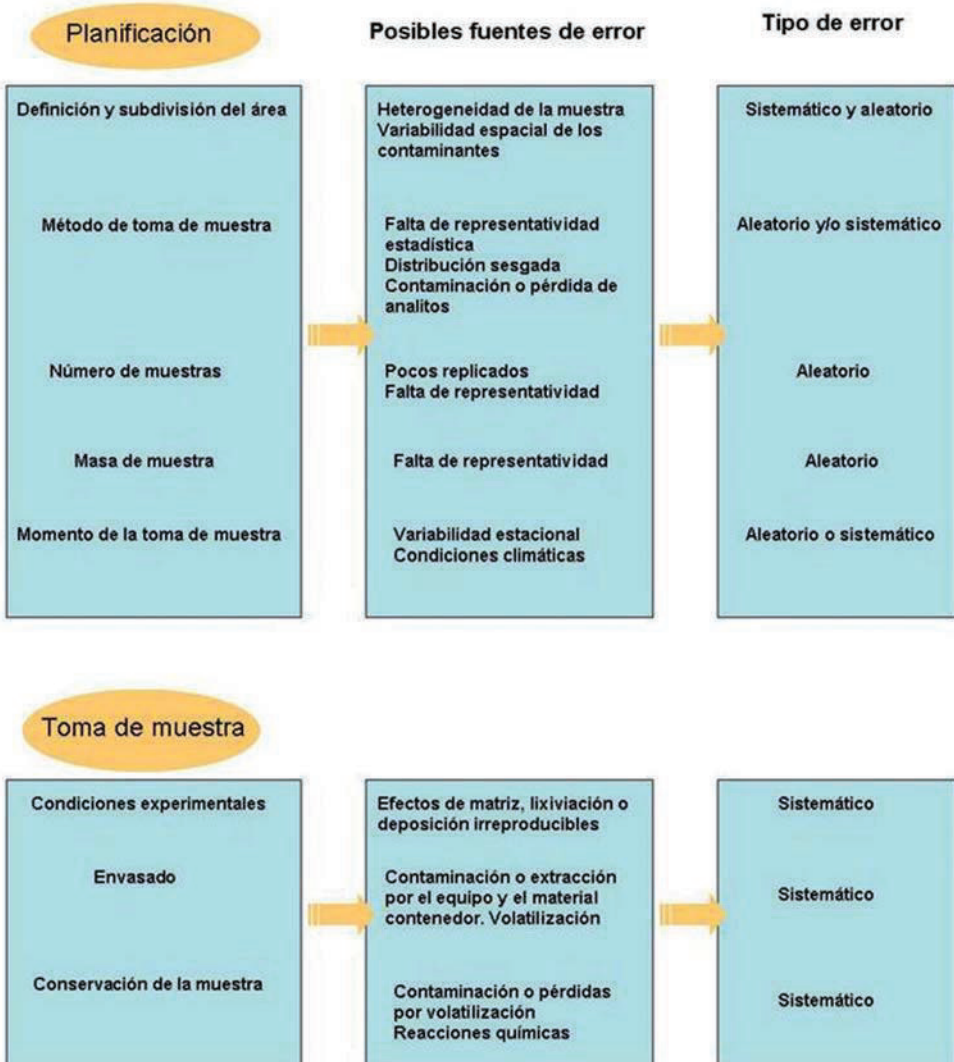 Planificación
Posibles fuentes de error
Tipo de error
Definición y subdivisión del área
Heterogeneidad de la muestra
Variabilidad espacial de los
contaminantes
Sistemático y aleatorio
Método de toma de muestra
Falta de representatividad
estadística
Distribución sesgada
Contaminación o pérdida de
analitos
Aleatorio y/o sistemático
Número de muestras
Pocos replicados
Falta de representatividad
Aleatorio
Masa de muestra
Falta de representatividad
Aleatorio
Momento de la toma de muestra
Variabilidad estacional
Condiciones climáticas
Aleatorio o sistemático
Toma de muestra
Condiciones experimentales
Efectos de matriz, lixiviación o
deposición irreproducibles
Sistemático
Envasado
Contaminación o extracción
por el equipo y el material
contenedor. Volatilización
Sistemático
Conservación de la muestra
Contaminación o pérdidas
por volatilización
Reacciones químicas
Sistemático